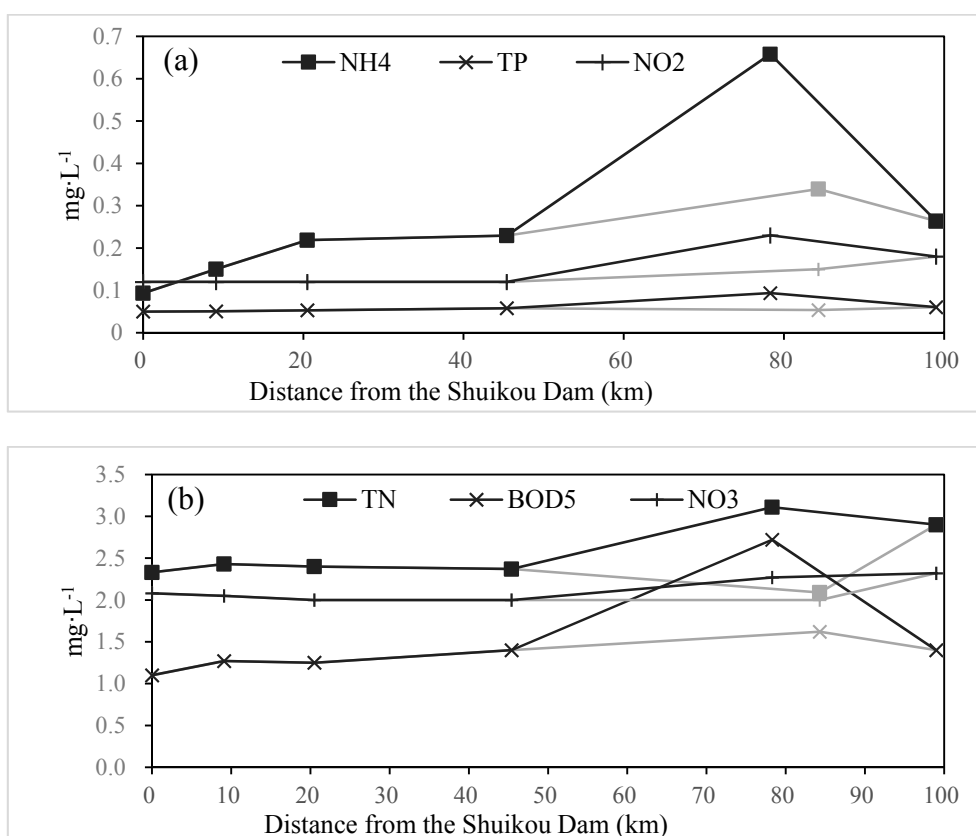 0.7
(a) NH4 TP NO2
0.6
0.5
0.4
mg·L⁻¹
0.3
0.2
0.1
0
0 20 40 60 80 100
Distance from the Shuikou Dam (km)
3.5
(b) TN BOD5 NO3
3.0
2.5
2.0
mg·L⁻¹
1.5
1.0
0.5
0.0
0 10 20 30 40 50 60 70 80 90 100
Distance from the Shuikou Dam (km)